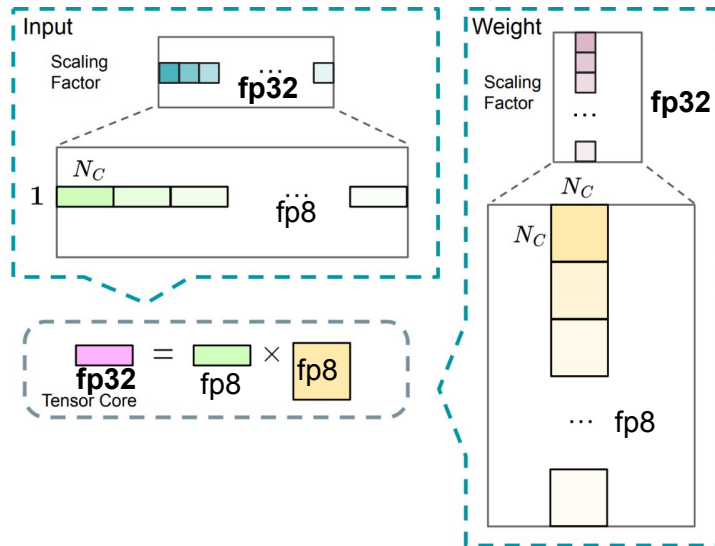 Input
Scaling
Factor
...
fp32
N_C
1
...
fp8
Weight
Scaling
Factor
...
fp32
N_C
N_C
... fp8
= ×
fp32
fp8
fp8
Tensor Core